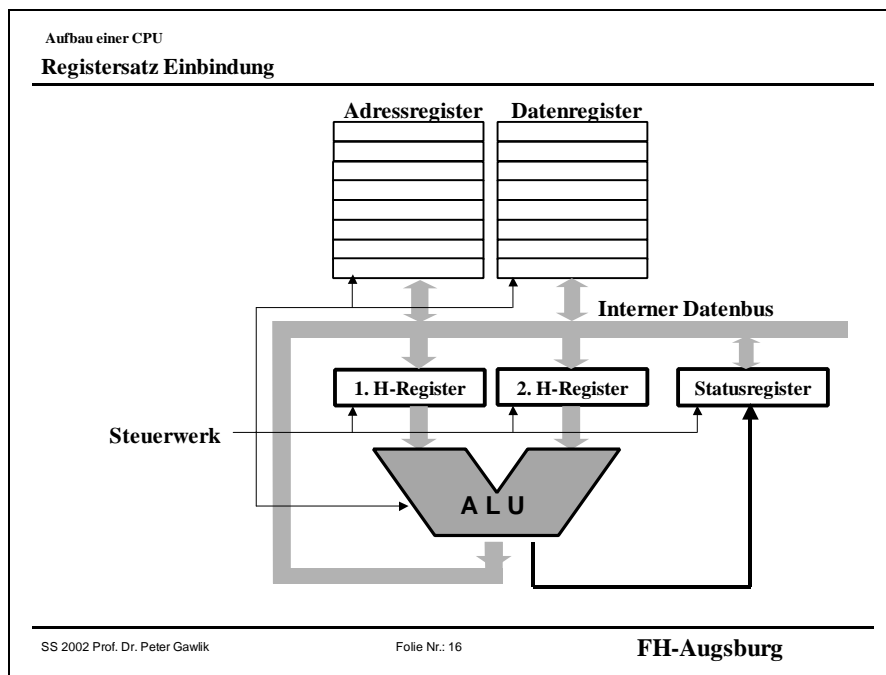 Aufbau einer CPU
Registersatz Einbindung
Adressregister Datenregister
Interner Datenbus
1. H-Register 2. H-Register Statusregister
Steuerwerk
A L U
SS 2002 Prof. Dr. Peter Gawlik Folie Nr.: 16 FH-Augsburg